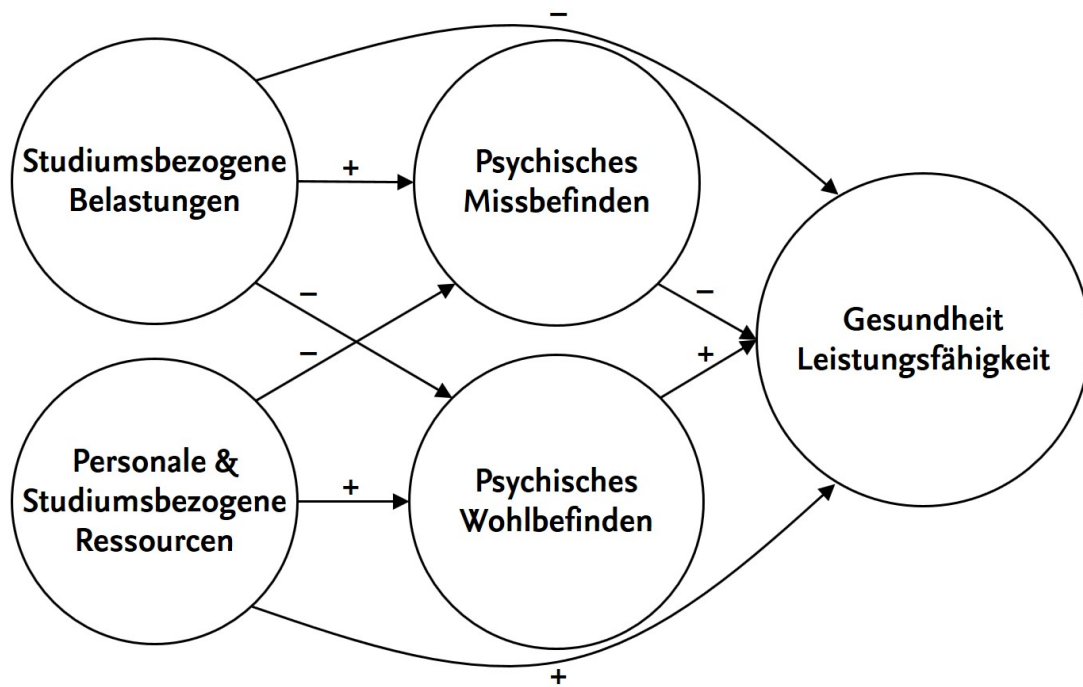 −
Studiumsbezogene
Belastungen
+
Psychisches
Missbefinden
−
−
−
+
Gesundheit
Leistungsfähigkeit
Personale &
Studiumsbezogene
Ressourcen
+
Psychisches
Wohlbefinden
+